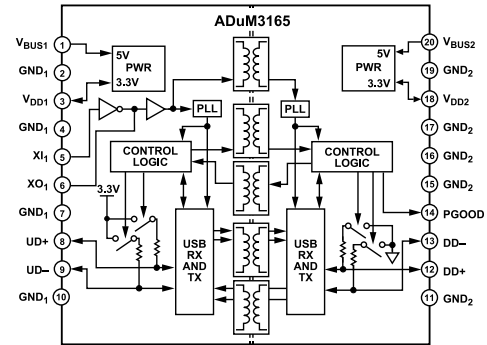 ADuM3165
VBUS1 1
GND1 2
VDD1 3
GND1 4
XI1 5
XO1 6
GND1 7
UD+ 8
UD– 9
GND1 10
5V
PWR
3.3V
PLL
CONTROL
LOGIC
3.3V
USB
RX
AND
TX
PLL
CONTROL
LOGIC
USB
RX
AND
TX
5V
PWR
3.3V
20 VBUS2
19 GND2
18 VDD2
17 GND2
16 GND2
15 GND2
14 PGOOD
13 DD–
12 DD+
11 GND2